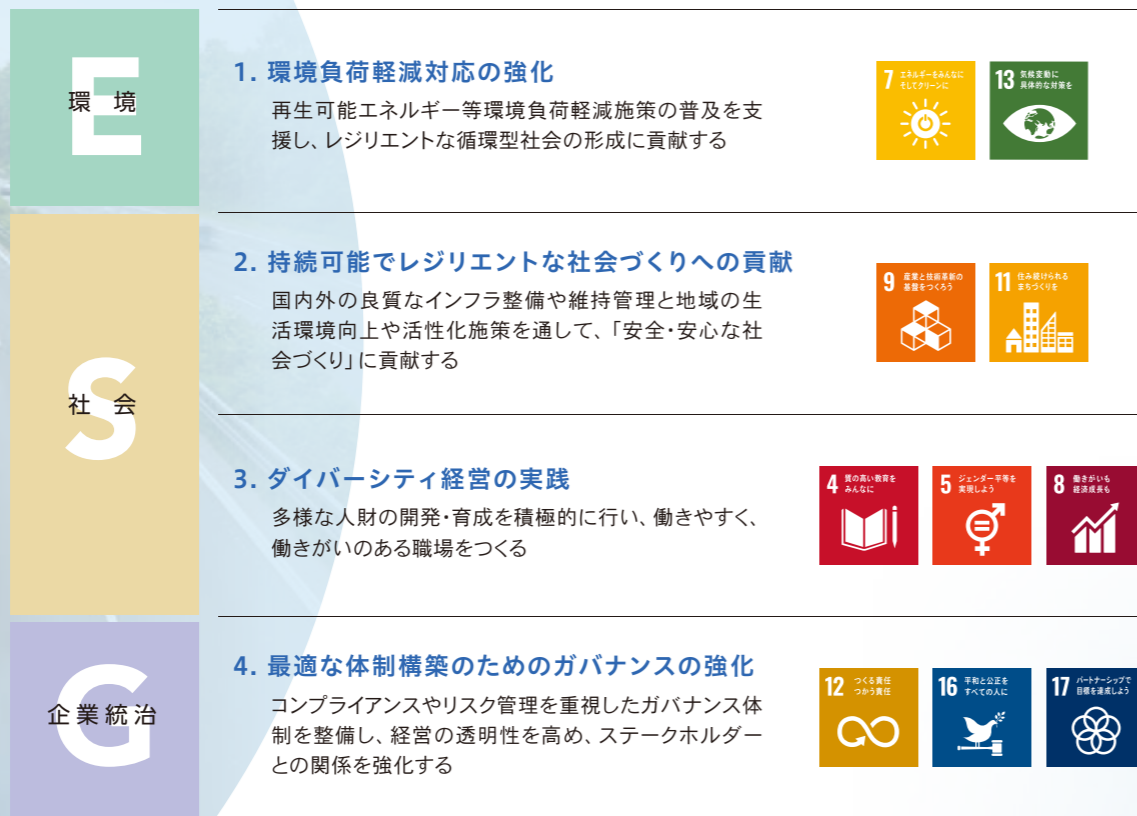 E
環 境
1. 環境負荷軽減対応の強化
再生可能エネルギー等環境負荷軽減施策の普及を支
援し、レジリエントな循環型社会の形成に貢献する
7 エネルギーをみんなに
そしてクリーンに
13 気候変動に
具体的な対策を
S
社 会
2. 持続可能でレジリエントな社会づくりへの貢献
国内外の良質なインフラ整備や維持管理と地域の生
活環境向上や活性化施策を通して、「安全・安心な社
会づくり」に貢献する
9 産業と技術革新の
基盤をつくろう
11 住み続けられる
まちづくりを
3. ダイバーシティ経営の実践
多様な人財の開発・育成を積極的に行い、働きやすく、
働きがいのある職場をつくる
4 質の高い教育を
みんなに
5 ジェンダー平等を
実現しよう
8 働きがいも
経済成長も
G
企業統治
4. 最適な体制構築のためのガバナンスの強化
コンプライアンスやリスク管理を重視したガバナンス体
制を整備し、経営の透明性を高め、ステークホルダー
との関係を強化する
12 つくる責任
つかう責任
16 平和と公正を
すべての人に
17 パートナーシップで
目標を達成しよう